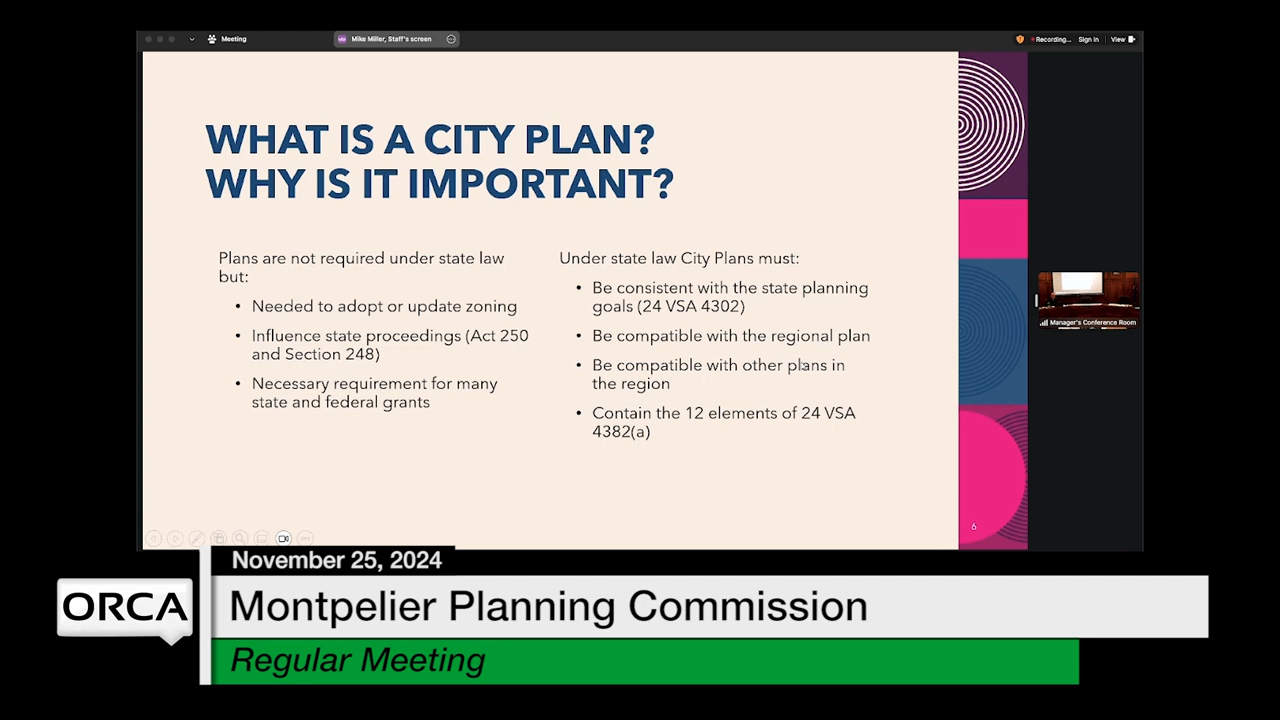 Meeting
MM
Mike Miller, Staff's screen
Recording...
Sign in
View
WHAT IS A CITY PLAN?
WHY IS IT IMPORTANT?
Plans are not required under state law
but:
• Needed to adopt or update zoning
• Influence state proceedings (Act 250
and Section 248)
• Necessary requirement for many
state and federal grants
Under state law City Plans must:
• Be consistent with the state planning
goals (24 VSA 4302)
• Be compatible with the regional plan
• Be compatible with other plans in
the region
• Contain the 12 elements of 24 VSA
4382(a)
6
Manager's Conference Room
November 25, 2024
ORCA
Montpelier Planning Commission
Regular Meeting